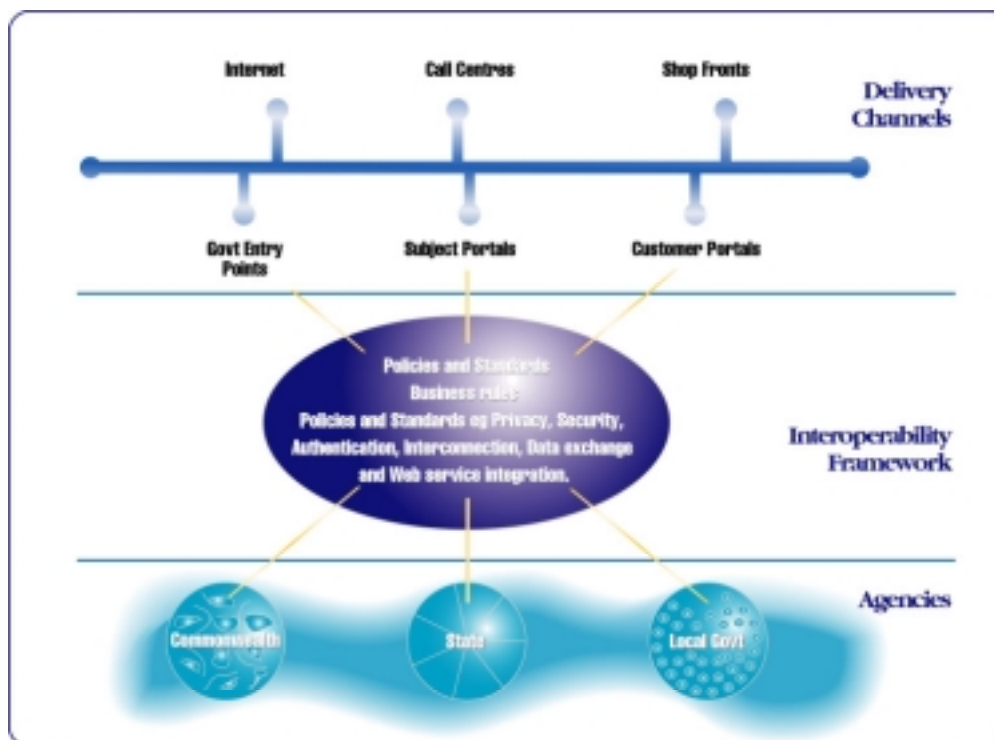 Internet
Call Centres
Shop Fronts
Delivery
Channels
Govt Entry
Points
Subject Portals
Customer Portals
Policies and Standards
Business rules
Policies and Standards eg Privacy, Security,
Authentication, Interconnection, Data exchange
and Web service integration.
Interoperability
Framework
Agencies
Commonwealth
State
Local Govt